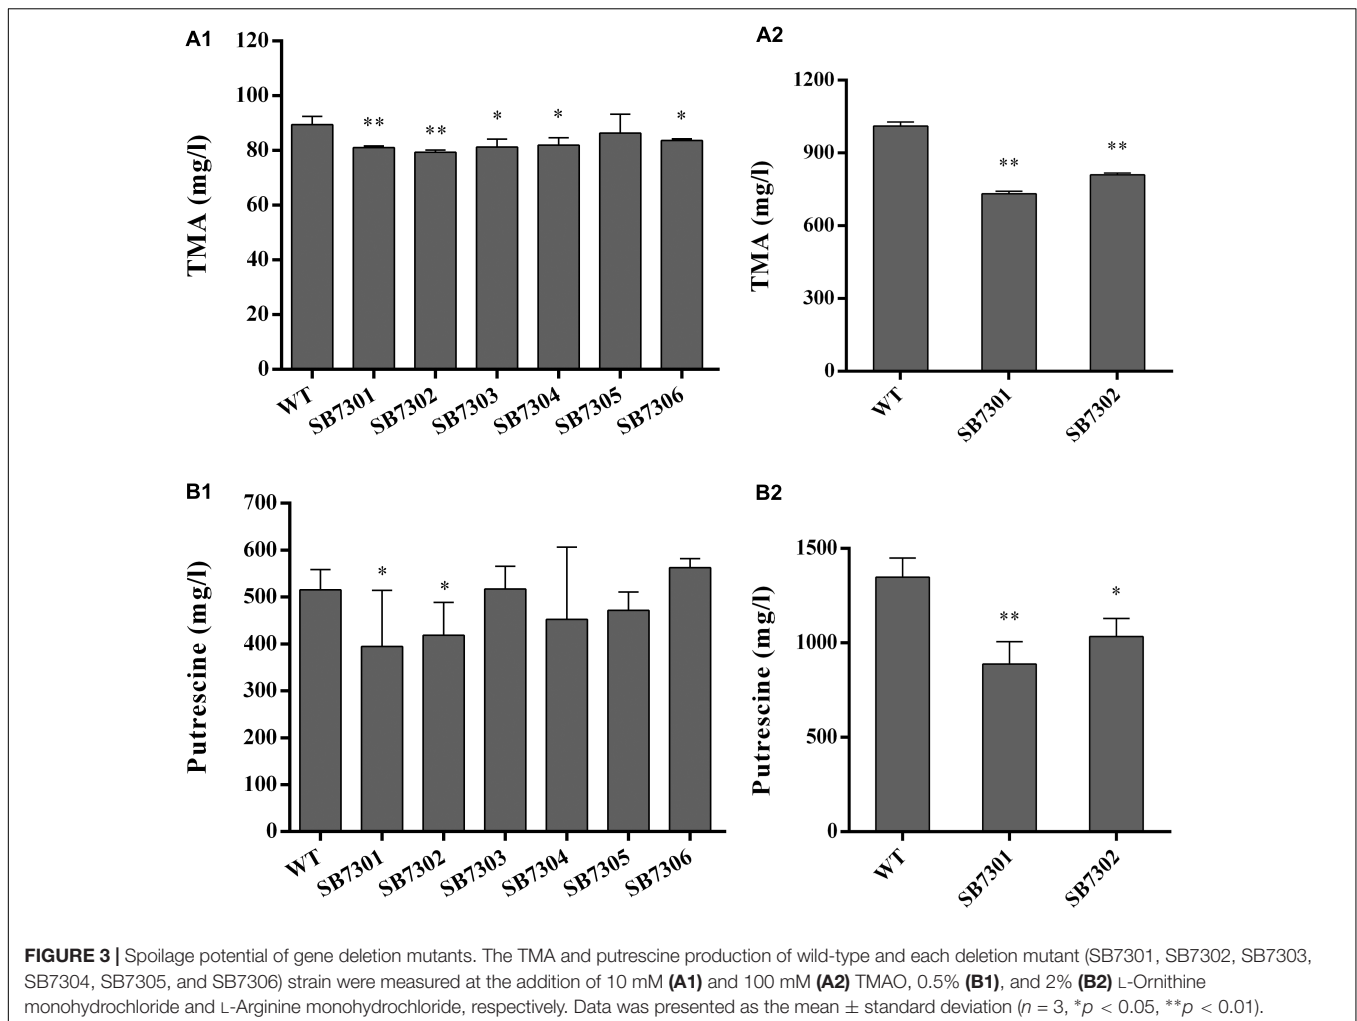 A1
120
100
80
60
40
20
0
TMA (mg/l)
** ** * * *
WT SB7301 SB7302 SB7303 SB7304 SB7305 SB7306
A2
1200
900
600
300
0
TMA (mg/l)
** **
WT SB7301 SB7302
B1
700
600
500
400
300
200
100
0
Putrescine (mg/l)
* *
WT SB7301 SB7302 SB7303 SB7304 SB7305 SB7306
B2
1500
1000
500
0
Putrescine (mg/l)
** *
WT SB7301 SB7302
FIGURE 3 | Spoilage potential of gene deletion mutants. The TMA and putrescine production of wild-type and each deletion mutant (SB7301, SB7302, SB7303,
SB7304, SB7305, and SB7306) strain were measured at the addition of 10 mM (A1) and 100 mM (A2) TMAO, 0.5% (B1), and 2% (B2) L-Ornithine
monohydrochloride and L-Arginine monohydrochloride, respectively. Data was presented as the mean ± standard deviation (n = 3, *p < 0.05, **p < 0.01).